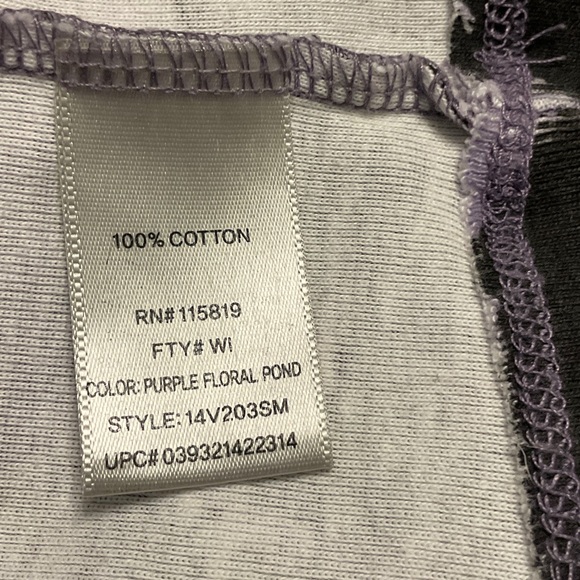 100% COTTON
RN# 115819
FTY# WI
COLOR: PURPLE FLORAL POND
STYLE: 14V203SM
UPC# 039321422314